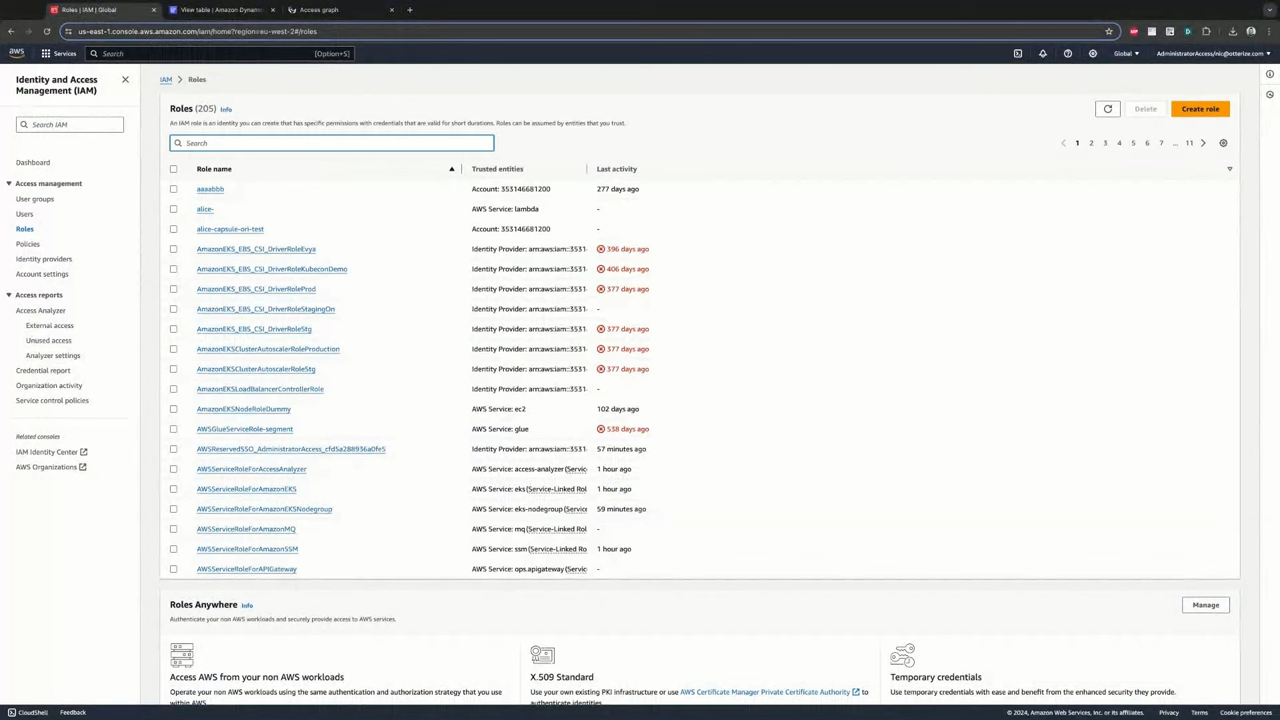 Roles | IAM | Global
View table | Amazon Dynam
Access graph
us-east-1.console.aws.amazon.com/iam/home?region=eu-west-2#/roles
aws
Services
Search
[Option+S]
Global
AdministratorAccess/nic@otterize.com
Identity and Access
Management (IAM)
Search IAM
Dashboard
Access management
User groups
Users
Roles
Policies
Identity providers
Account settings
Access reports
Access Analyzer
External access
Unused access
Analyzer settings
Credential report
Organization activity
Service control policies
Related consoles
IAM Identity Center
AWS Organizations
IAM > Roles
Roles (205) Info
Delete
Create role
An IAM role is an identity you can create that has specific permissions with credentials that are valid for short durations. Roles can be assumed by entities that you trust.
Search
1 2 3 4 5 6 7 ... 11
Role name Trusted entities Last activity
aaaabbb Account: 353146681200 277 days ago
alice- AWS Service: lambda -
alice-capsule-ori-test Account: 353146681200 -
AmazonEKS_EBS_CSI_DriverRoleEvya Identity Provider: arn:aws:iam::3531 396 days ago
AmazonEKS_EBS_CSI_DriverRoleKubeconDemo Identity Provider: arn:aws:iam::3531 406 days ago
AmazonEKS_EBS_CSI_DriverRoleProd Identity Provider: arn:aws:iam::3531 377 days ago
AmazonEKS_EBS_CSI_DriverRoleStagingOn Identity Provider: arn:aws:iam::3531 -
AmazonEKS_EBS_CSI_DriverRoleStg Identity Provider: arn:aws:iam::3531 377 days ago
AmazonEKSClusterAutoscalerRoleProduction Identity Provider: arn:aws:iam::3531 377 days ago
AmazonEKSClusterAutoscalerRoleStg Identity Provider: arn:aws:iam::3531 377 days ago
AmazonEKSLoadBalancerControllerRole Identity Provider: arn:aws:iam::3531 -
AmazonEKSNodeRoleDummy AWS Service: ec2 102 days ago
AWSGlueServiceRole-segment AWS Service: glue 538 days ago
AWSReservedSSO_AdministratorAccess_cfd5a288936a0fe5 Identity Provider: arn:aws:iam::3531 57 minutes ago
AWSServiceRoleForAccessAnalyzer AWS Service: access-analyzer (Servic 1 hour ago
AWSServiceRoleForAmazonEKS AWS Service: eks (Service-Linked Rol 1 hour ago
AWSServiceRoleForAmazonEKSNodegroup AWS Service: eks-nodegroup (Service 59 minutes ago
AWSServiceRoleForAmazonMQ AWS Service: mq (Service-Linked Rol -
AWSServiceRoleForAmazonSSM AWS Service: ssm (Service-Linked Ro 1 hour ago
AWSServiceRoleForAPIGateway AWS Service: ops.apigateway (Servic -
Roles Anywhere Info
Manage
Authenticate your non AWS workloads and securely provide access to AWS services.
Access AWS from your non AWS workloads
Operate your non AWS workloads using the same authentication and authorization strategy that you use
within AWS.
X.509 Standard
Use your own existing PKI infrastructure or use AWS Certificate Manager Private Certificate Authority to
authenticate identities.
Temporary credentials
Use temporary credentials with ease and benefit from the enhanced security they provide.
CloudShell
Feedback
© 2024, Amazon Web Services, Inc. or its affiliates.
Privacy
Terms
Cookie preferences